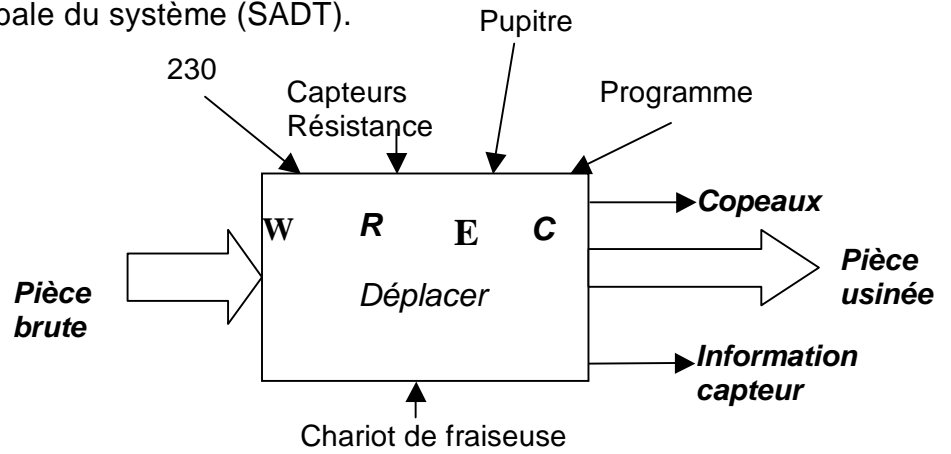 pale du système (SADT).
Pupitre
230
Capteurs
Résistance
Programme
W R E C
Copeaux
Déplacer
Pièce
brute
Pièce
usinée
Information
capteur
Chariot de fraiseuse